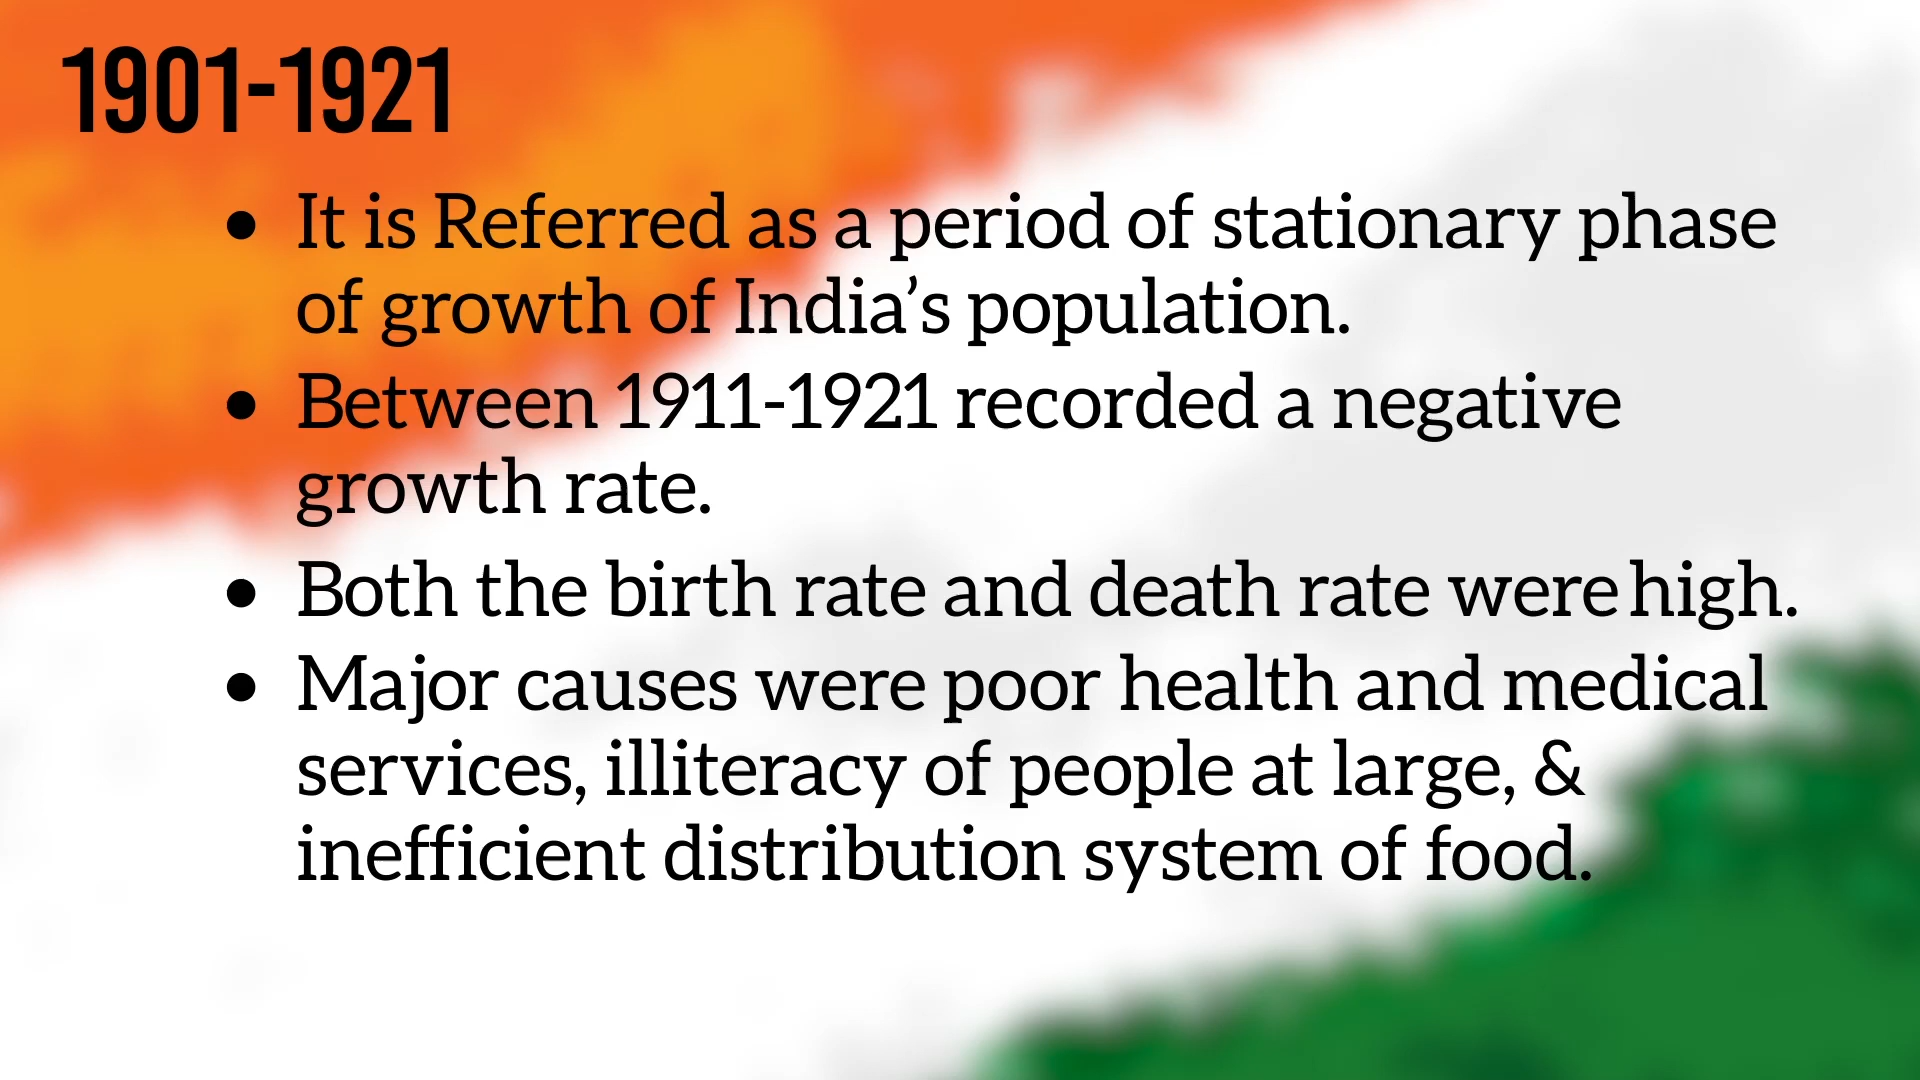 1901-1921
• It is Referred as a period of stationary phase
of growth of India’s population.
• Between 1911-1921 recorded a negative
growth rate.
• Both the birth rate and death rate were high.
• Major causes were poor health and medical
services, illiteracy of people at large, &
inefficient distribution system of food.